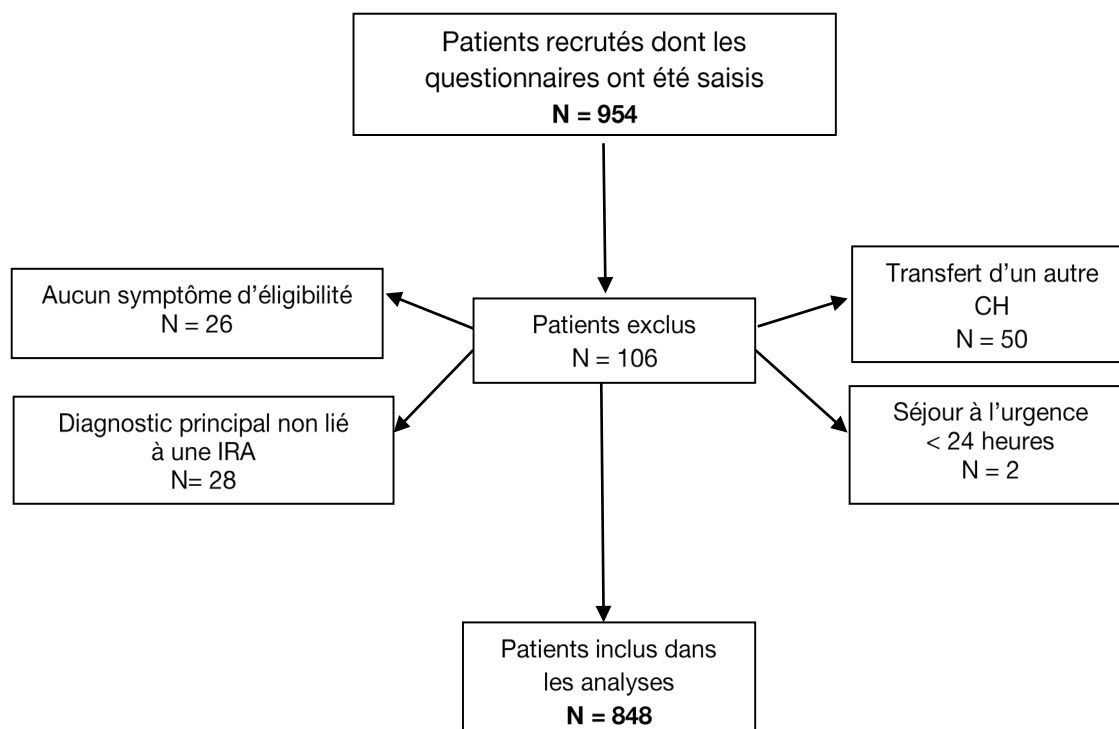 Patients recrutés dont les
questionnaires ont été saisis
N = 954
Aucun symptôme d’éligibilité
N = 26
Transfert d’un autre
CH
N = 50
Patients exclus
N = 106
Diagnostic principal non lié
à une IRA
N= 28
Séjour à l’urgence
< 24 heures
N = 2
Patients inclus dans
les analyses
N = 848